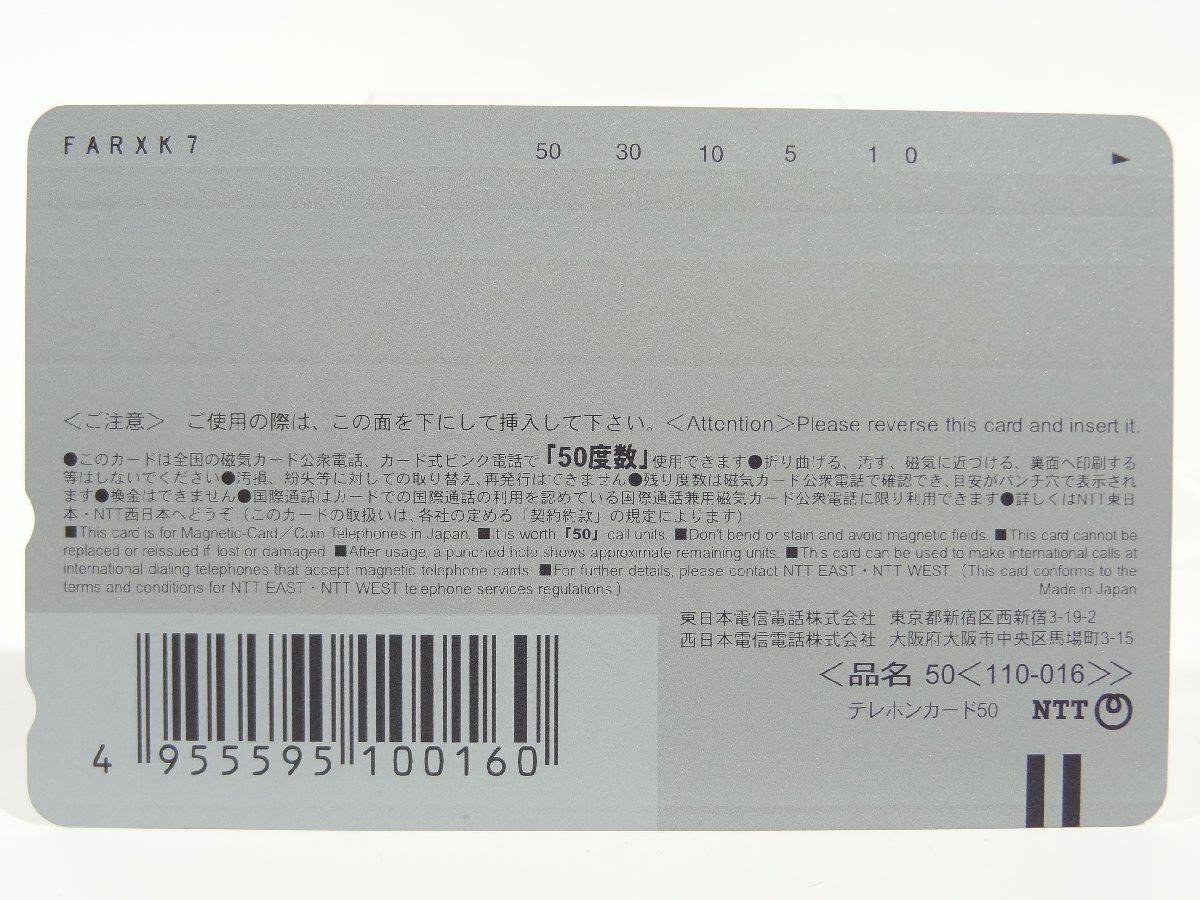 FARXK7
50 30 10 5 1 0 ▶
＜ご注意＞ ご使用の際は、この面を下にして挿入して下さい。＜Attention＞Please reverse this card and insert it.
●このカードは全国の磁気カード公衆電話、カード式ピンク電話で「50度数」使用できます●折り曲げる、汚す、磁気に近づける、裏面へ印刷する
等はしないでください●汚損、紛失等に対しての取り替え、再発行はできません●残り度数は磁気カード公衆電話で確認でき、目安がパンチ穴で表示され
ます●換金はできません●国際通話はカードでの国際通話の利用を認めている国際通話兼用磁気カード公衆電話に限り利用できます●詳しくはNTT東日
本・NTT西日本へどうぞ（このカードの取扱いは、各社の定める「契約約款」の規定によります）
■This card is for Magnetic-Card／Coin Telephones in Japan. ■It is worth「50」call units. ■Don't bend or stain and avoid magnetic fields. ■This card cannot be
replaced or reissued if lost or damaged. ■After usage, a punched hole shows approximate remaining units. ■This card can be used to make international calls at
international dialing telephones that accept magnetic telephone cards. ■For further details, please contact NTT EAST・NTT WEST.（This card conforms to the
terms and conditions for NTT EAST・NTT WEST telephone services regulations.） Made in Japan
東日本電信電話株式会社 東京都新宿区西新宿3-19-2
西日本電信電話株式会社 大阪府大阪市中央区馬場町3-15
＜品名 50＜110-016＞＞
テレホンカード50 NTT
4 955595 100160